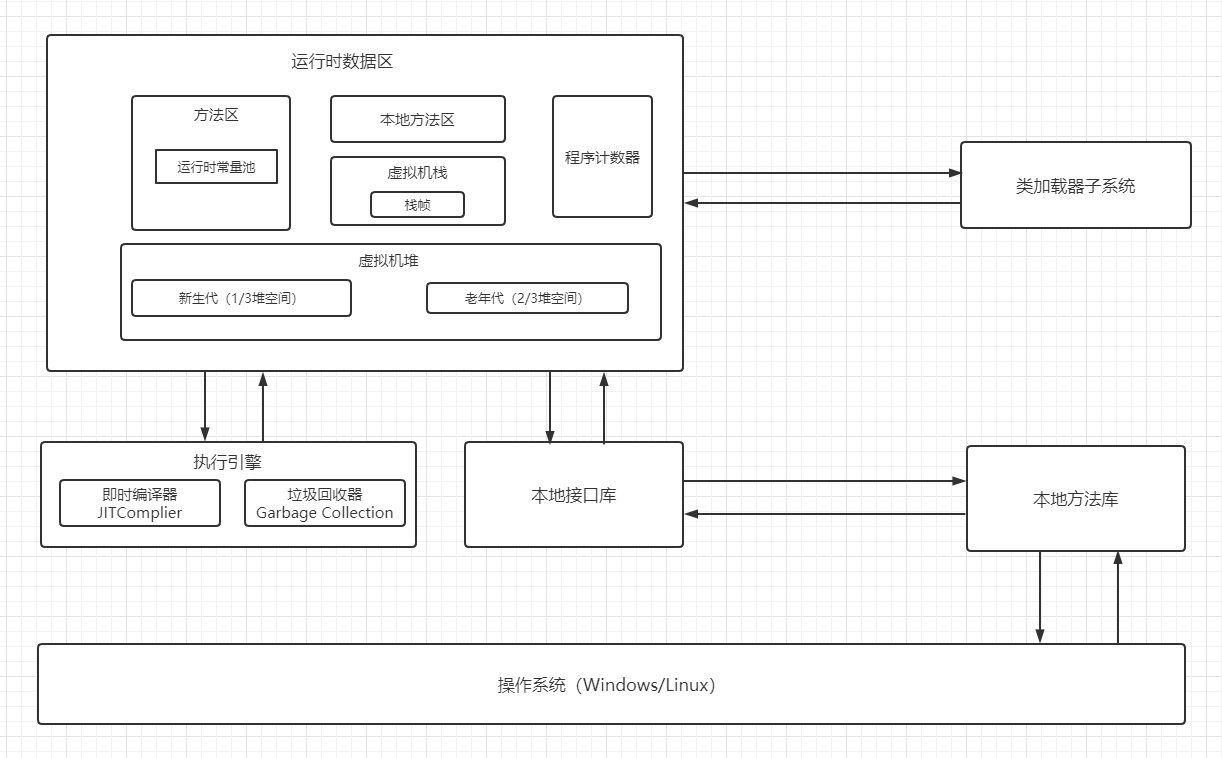 运行时数据区
方法区
运行时常量池
本地方法区
虚拟机栈
栈帧
程序计数器
类加载器子系统
虚拟机堆
新生代（1/3堆空间）
老年代（2/3堆空间）
执行引擎
即时编译器
JITComplier
垃圾回收器
Garbage Collection
本地接口库
本地方法库
操作系统（Windows/Linux）